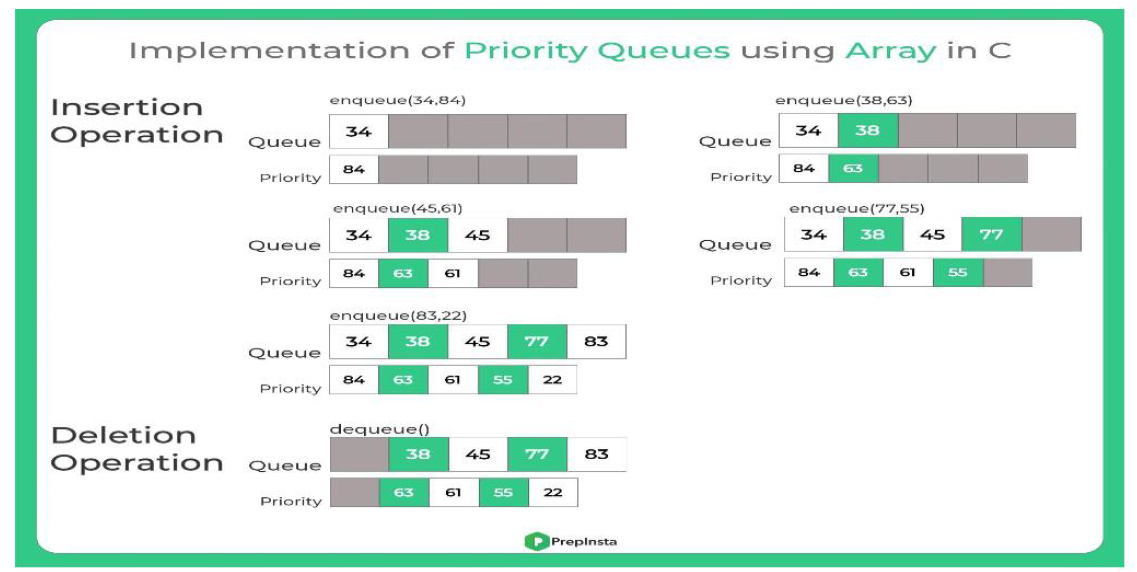 Implementation of Priority Queues using Array in C
Insertion
Operation
enqueue(34,84)
Queue 34
Priority 84
enqueue(38,63)
Queue 34 38
Priority 84 63
enqueue(45,61)
Queue 34 38 45
Priority 84 63 61
enqueue(77,55)
Queue 34 38 45 77
Priority 84 63 61 55
enqueue(83,22)
Queue 34 38 45 77 83
Priority 84 63 61 55 22
Deletion
Operation
dequeue()
Queue 38 45 77 83
Priority 63 61 55 22
PrepInsta